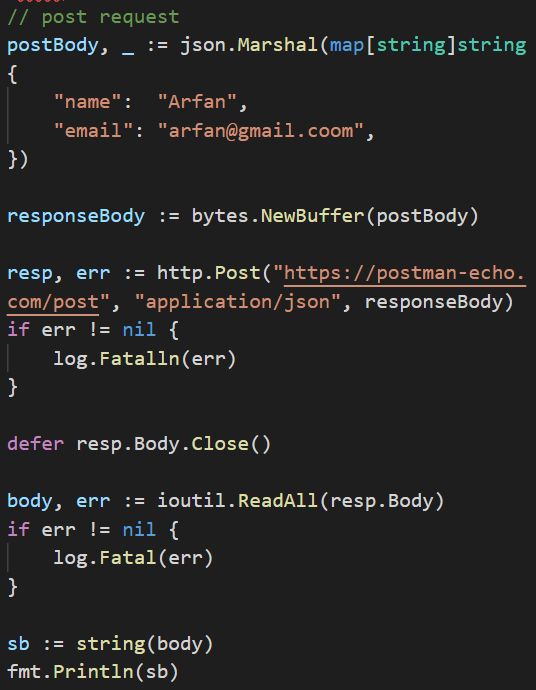 // post request
postBody, _ := json.Marshal(map[string]string
{
    "name":  "Arfan",
    "email": "arfan@gmail.coom",
})
responseBody := bytes.NewBuffer(postBody)
resp, err := http.Post("https://postman-echo.
com/post", "application/json", responseBody)
if err != nil {
    log.Fatalln(err)
}
defer resp.Body.Close()
body, err := ioutil.ReadAll(resp.Body)
if err != nil {
    log.Fatal(err)
}
sb := string(body)
fmt.Println(sb)